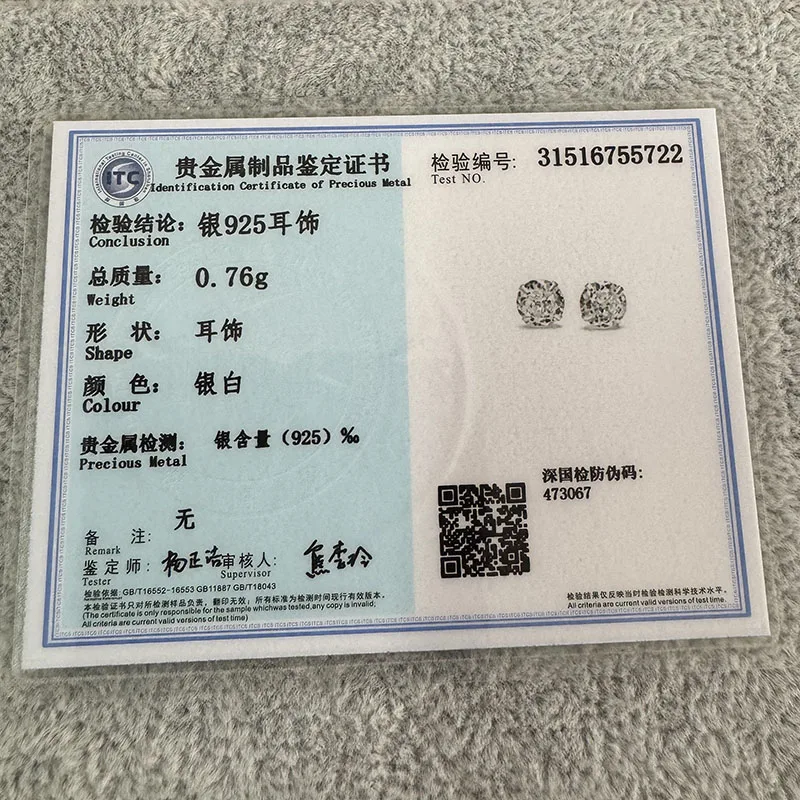 ITC
贵金属制品鉴定证书
Identification Certificate of Precious Metal
检验编号: 31516755722
Test NO.
检验结论: 银925耳饰
Conclusion
总质量: 0.76g
Weight
形 状: 耳饰
Shape
颜 色: 银白
Colour
贵金属检测: 银含量（925）‰
Precious Metal
深国检防伪码:
473067
备 注: 无
Remark
鉴定师: 杨正浩 审核人:
Tester Supervisor
检验依据: GB/T16552-16553 GB11887 GB/T18043
本检验证书只对所检测样品负责，翻印无效; 所有标准为检测时间现行有效版本。
(The certificate is only responsible for the sample whichwas tested,any copy is invalid;
All criteria are current valid versions of test time)
检验结果仅反映当时检验检测科学技术水平。
All criteria are current valid versions of test time.